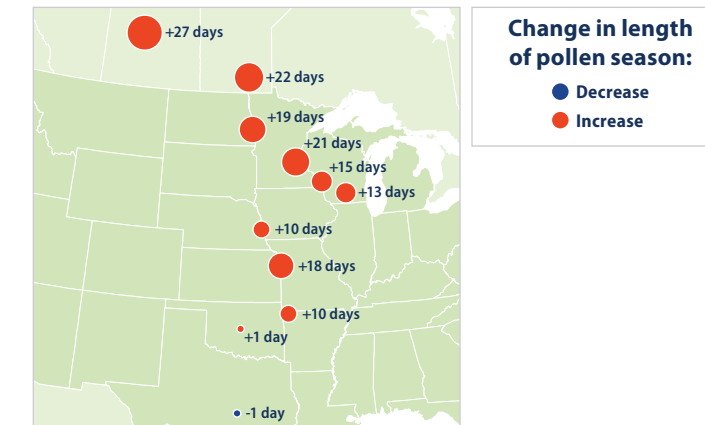 +27 days
+22 days
+19 days
+21 days
+15 days
+13 days
+10 days
+18 days
+10 days
+1 day
-1 day
Change in length
of pollen season:
Decrease
Increase